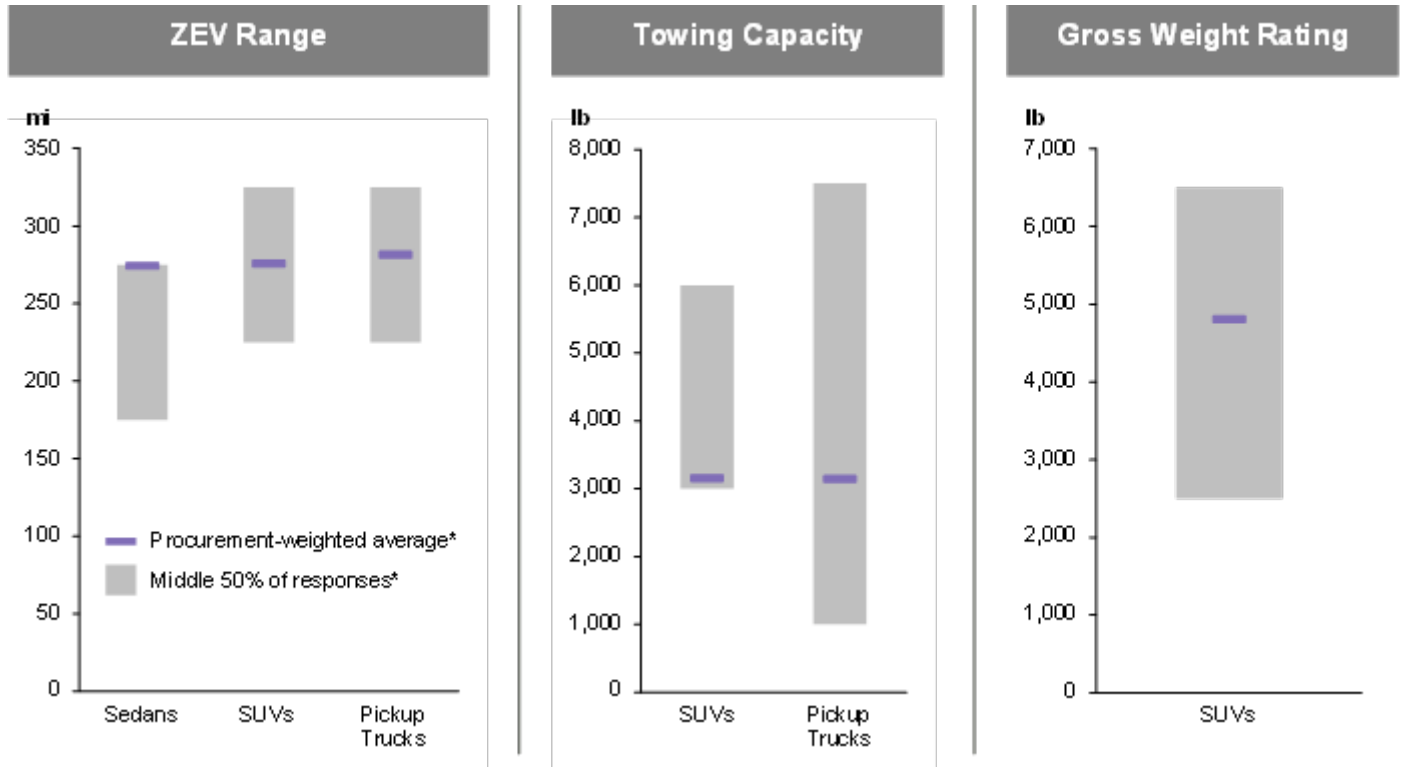 ZEV Range
mi
350
300
250
200
150
100
50
0
Procurement-weighted average*
Middle 50% of responses*
Sedans
SUVs
Pickup
Trucks
Towing Capacity
lb
8,000
7,000
6,000
5,000
4,000
3,000
2,000
1,000
0
SUVs
Pickup
Trucks
Gross Weight Rating
lb
7,000
6,000
5,000
4,000
3,000
2,000
1,000
0
SUVs